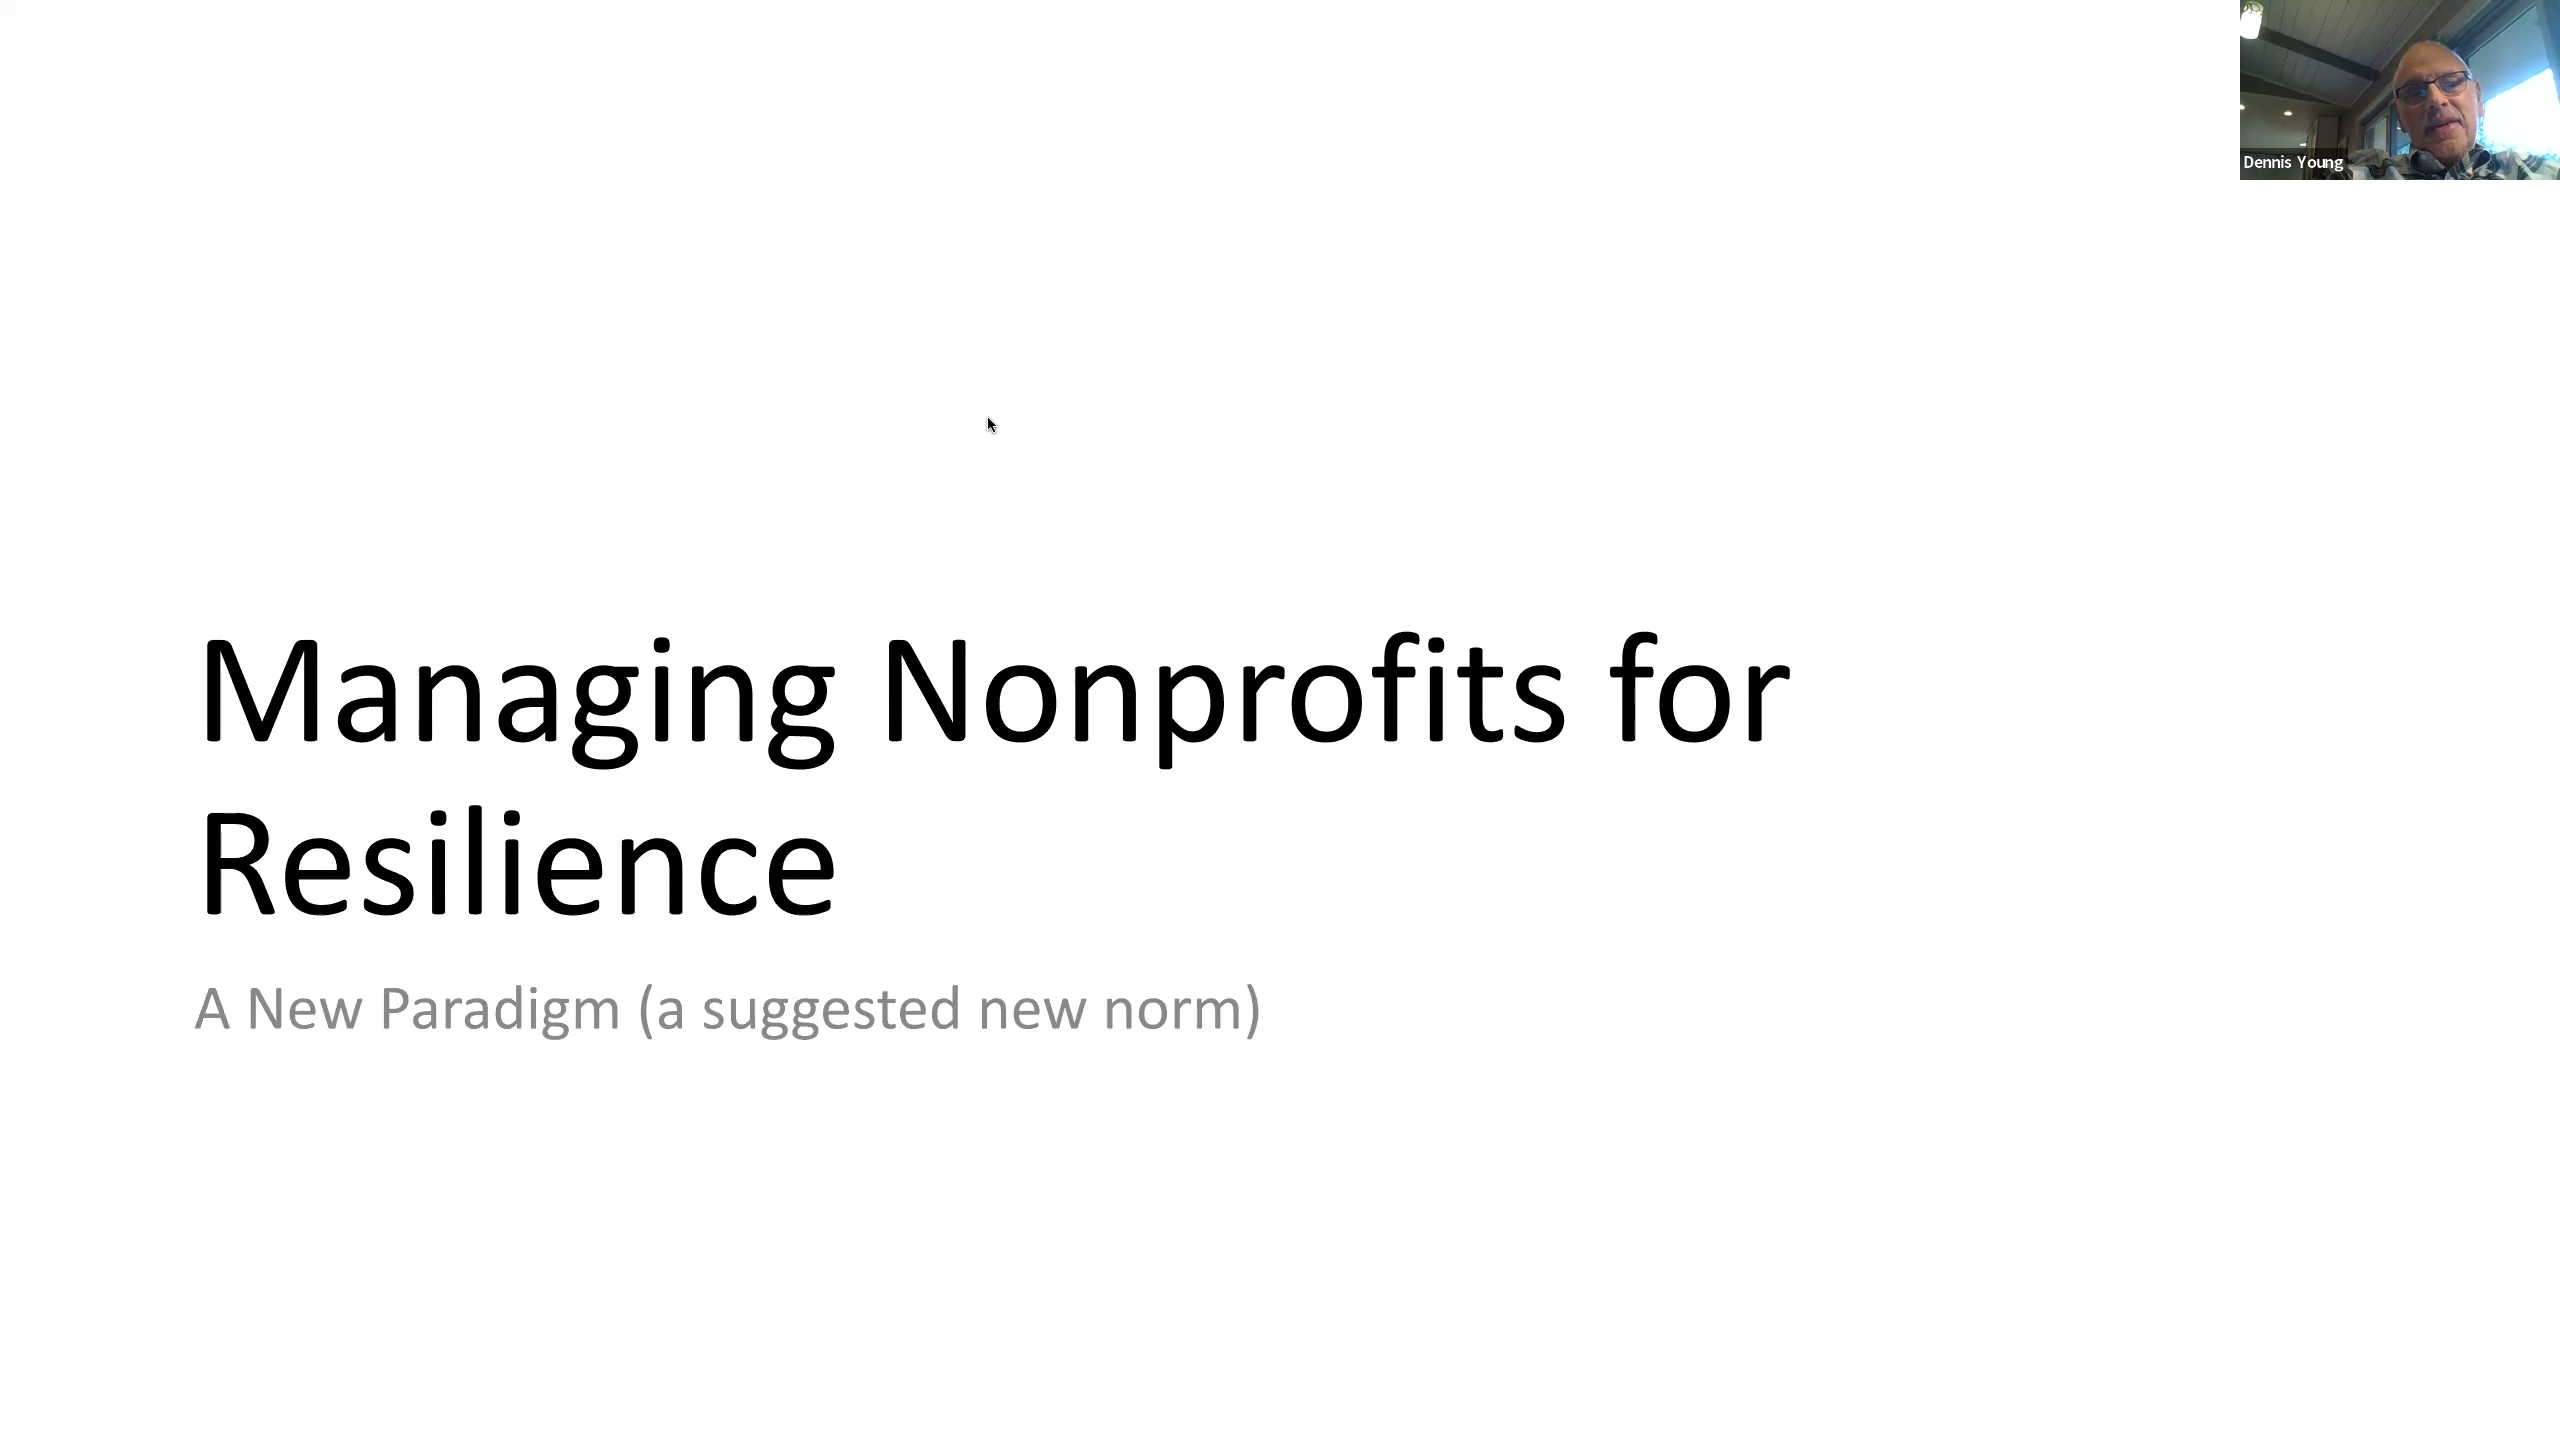 Dennis Young
Managing Nonprofits for
Resilience
A New Paradigm (a suggested new norm)